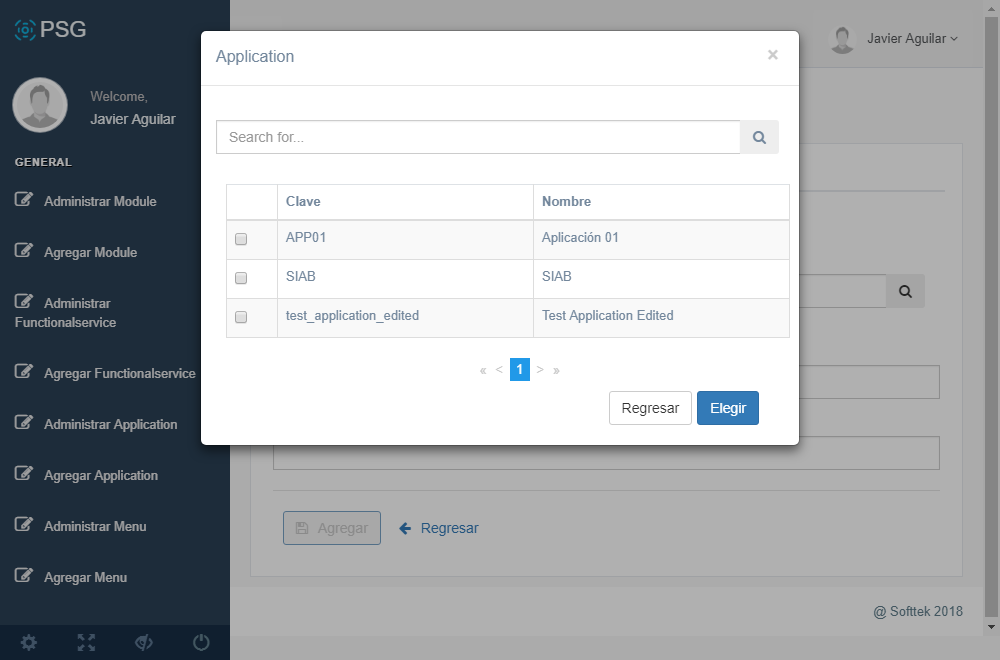 PSG
Welcome,
Javier Aguilar
GENERAL
Administrar Module
Agregar Module
Administrar
Functionalservice
Agregar Functionalservice
Administrar Application
Agregar Application
Administrar Menu
Agregar Menu
Javier Aguilar
Application
×
Search for...
Clave Nombre
APP01 Aplicación 01
SIAB SIAB
test_application_edited Test Application Edited
« < 1 > »
Regresar Elegir
Agregar Regresar
@ Softtek 2018